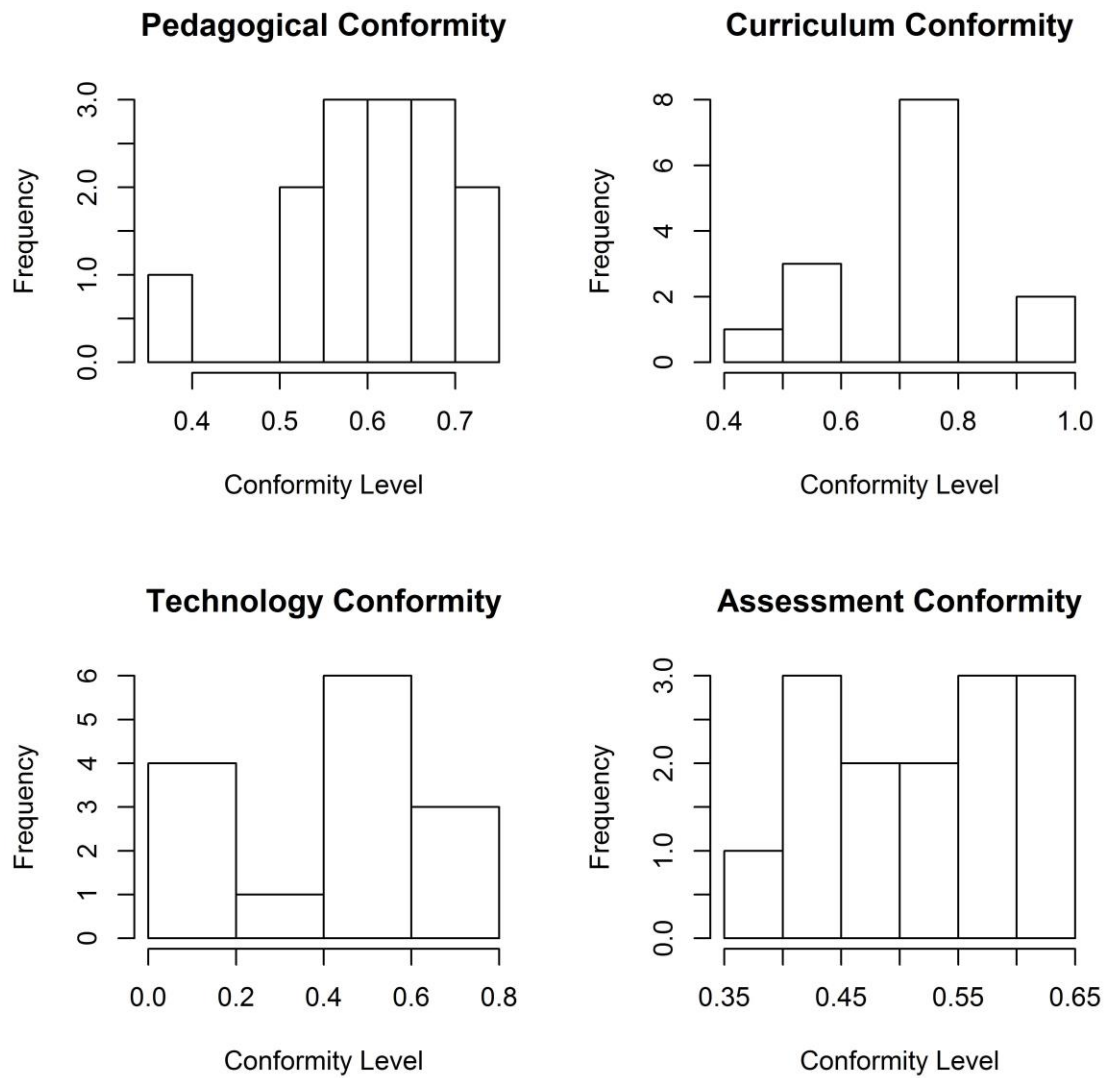 Pedagogical Conformity
Frequency
0.0 1.0 2.0 3.0
0.4 0.5 0.6 0.7
Conformity Level
Curriculum Conformity
Frequency
0 2 4 6 8
0.4 0.6 0.8 1.0
Conformity Level
Technology Conformity
Frequency
0 1 2 3 4 5 6
0.0 0.2 0.4 0.6 0.8
Conformity Level
Assessment Conformity
Frequency
0.0 1.0 2.0 3.0
0.35 0.45 0.55 0.65
Conformity Level